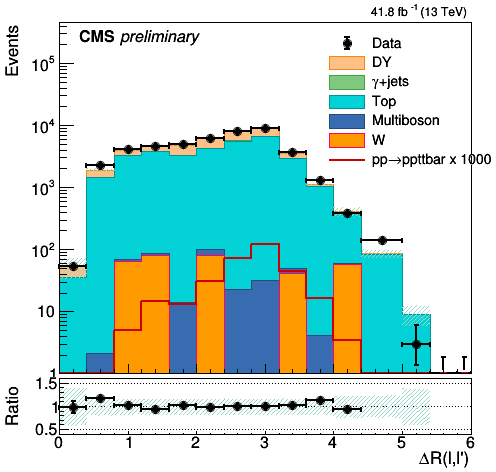 41.8 fb⁻¹ (13 TeV)
CMS preliminary
Data
DY
γ+jets
Top
Multiboson
W
pp→ppttbar x 1000
Events
10⁵
10⁴
10³
10²
10
1
Ratio
1.5
1
0.5
0 1 2 3 4 5 6
ΔR(l,l')